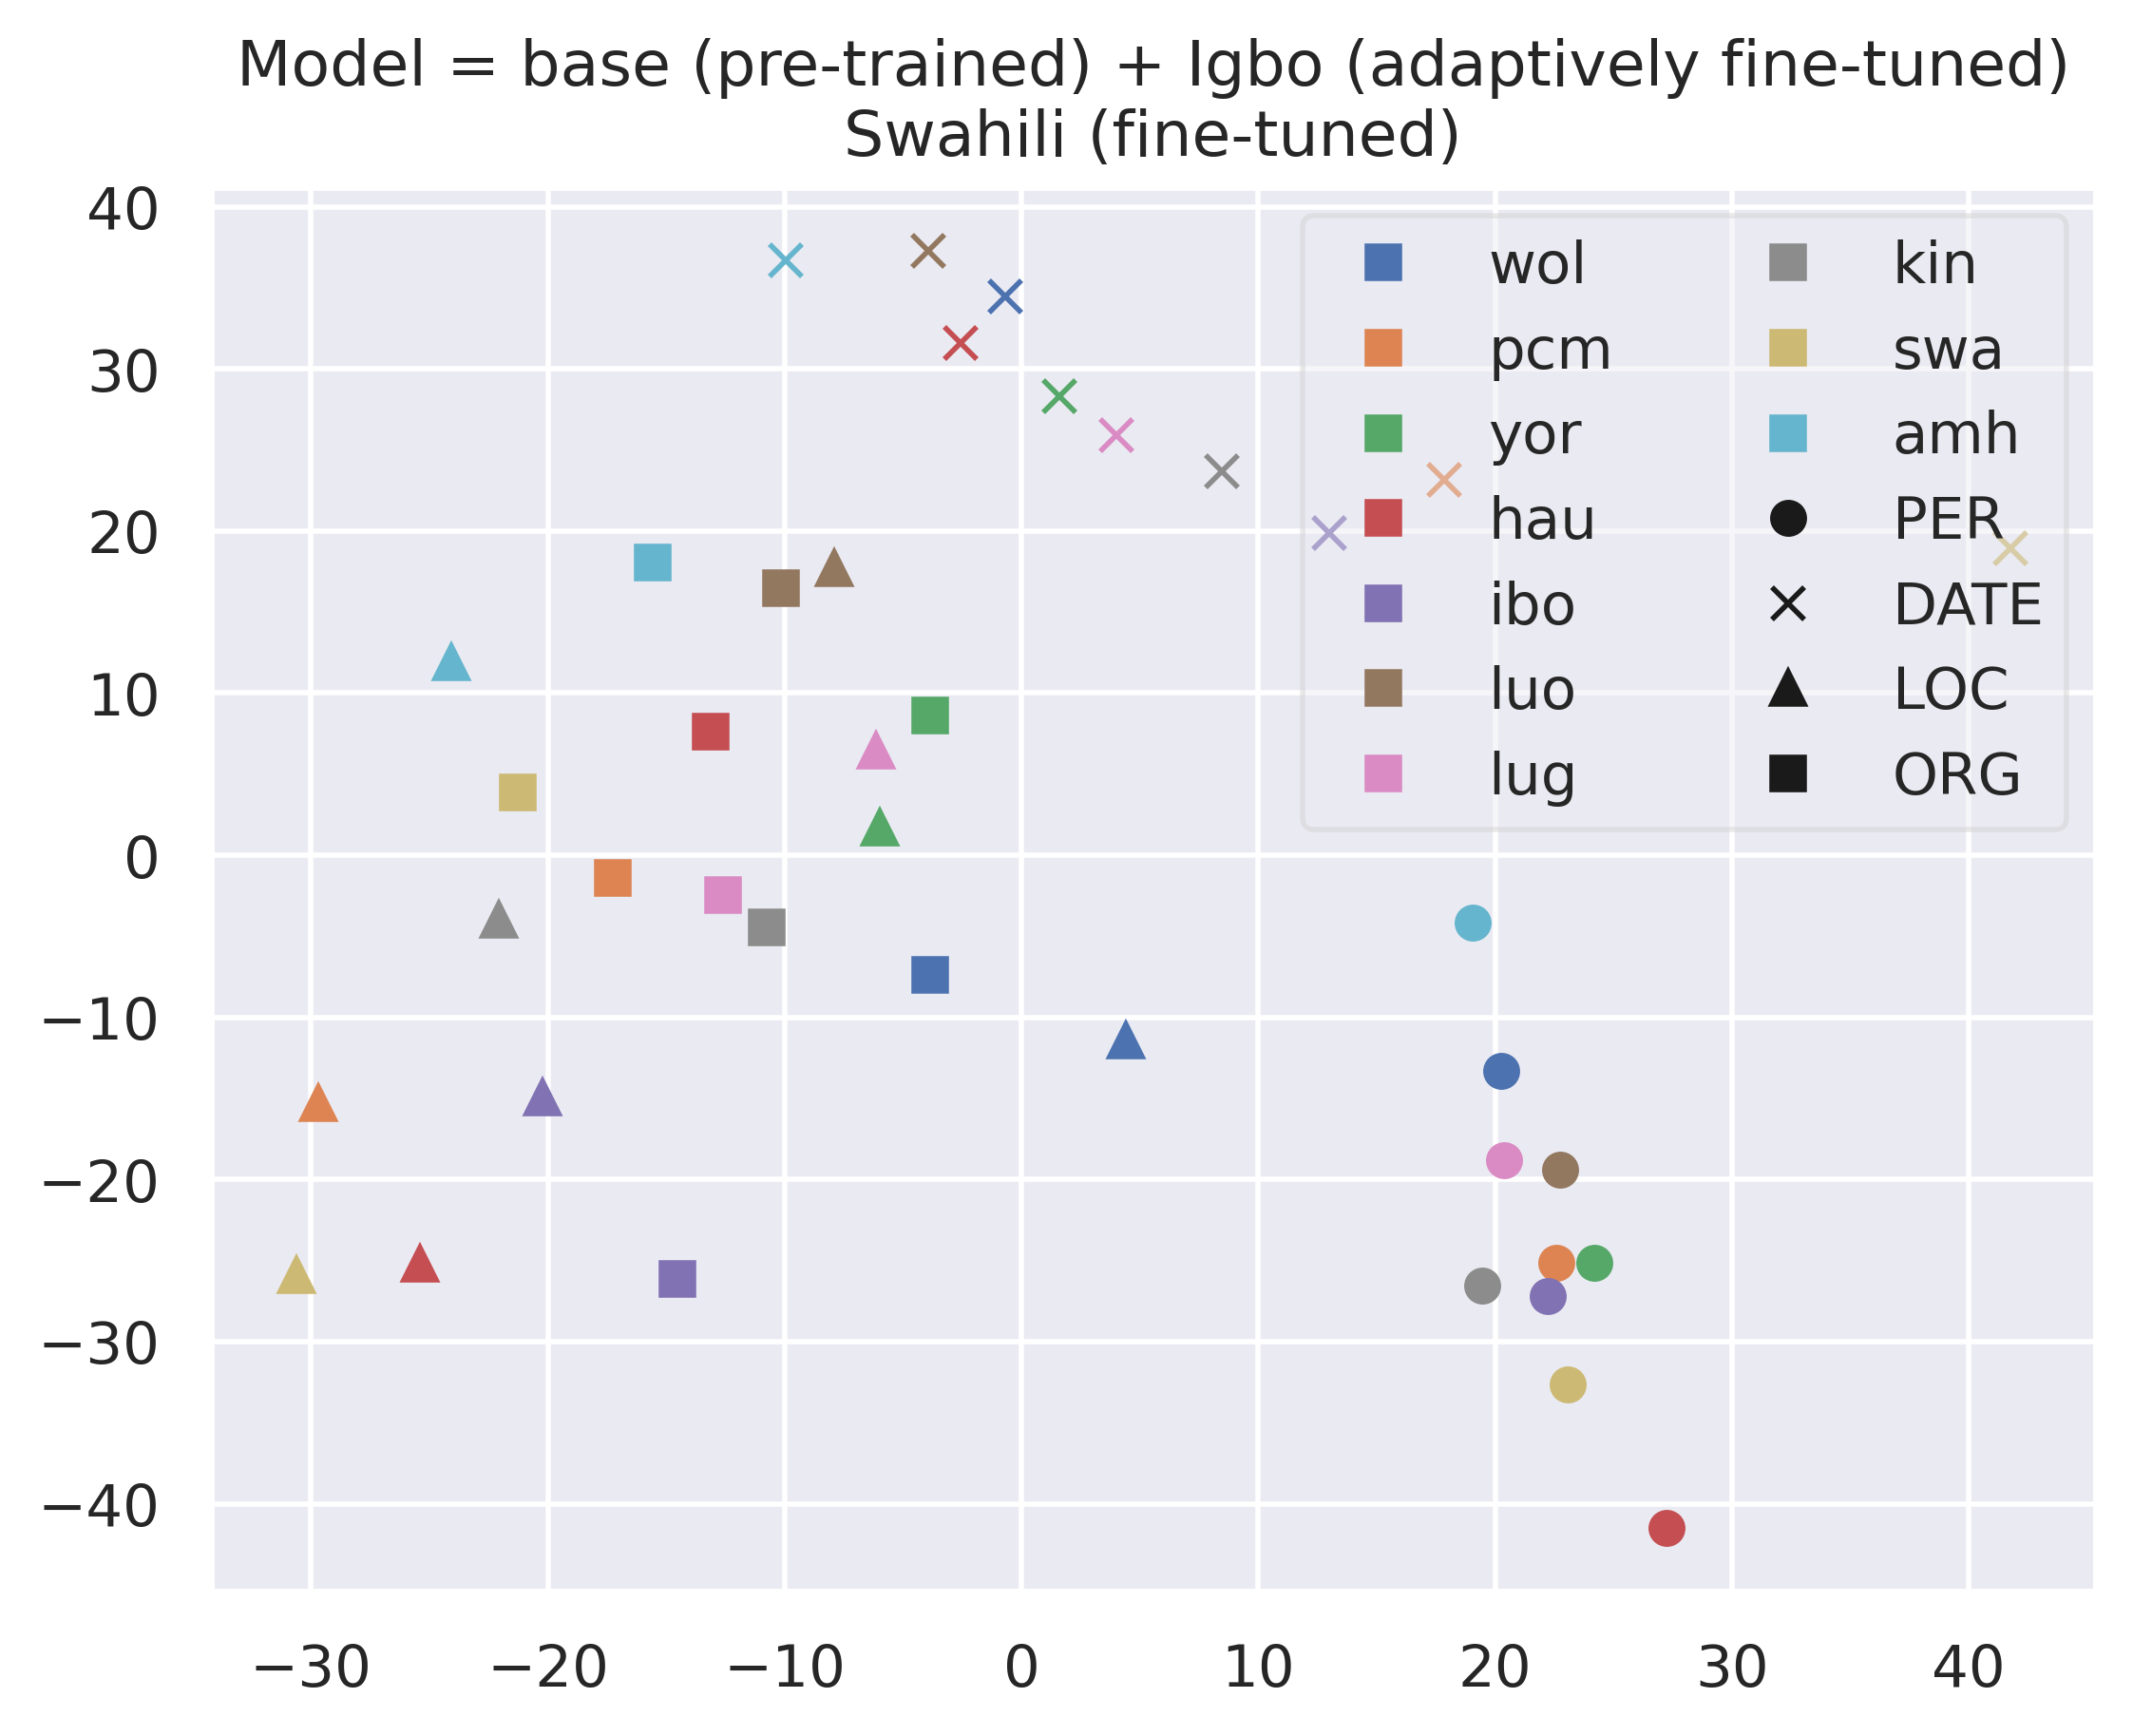 Model = base (pre-trained) + Igbo (adaptively fine-tuned)
Swahili (fine-tuned)
40
30
20
10
0
−10
−20
−30
−40
wol
pcm
yor
hau
ibo
luo
lug
kin
swa
amh
PER
DATE
LOC
ORG
−30
−20
−10
0
10
20
30
40